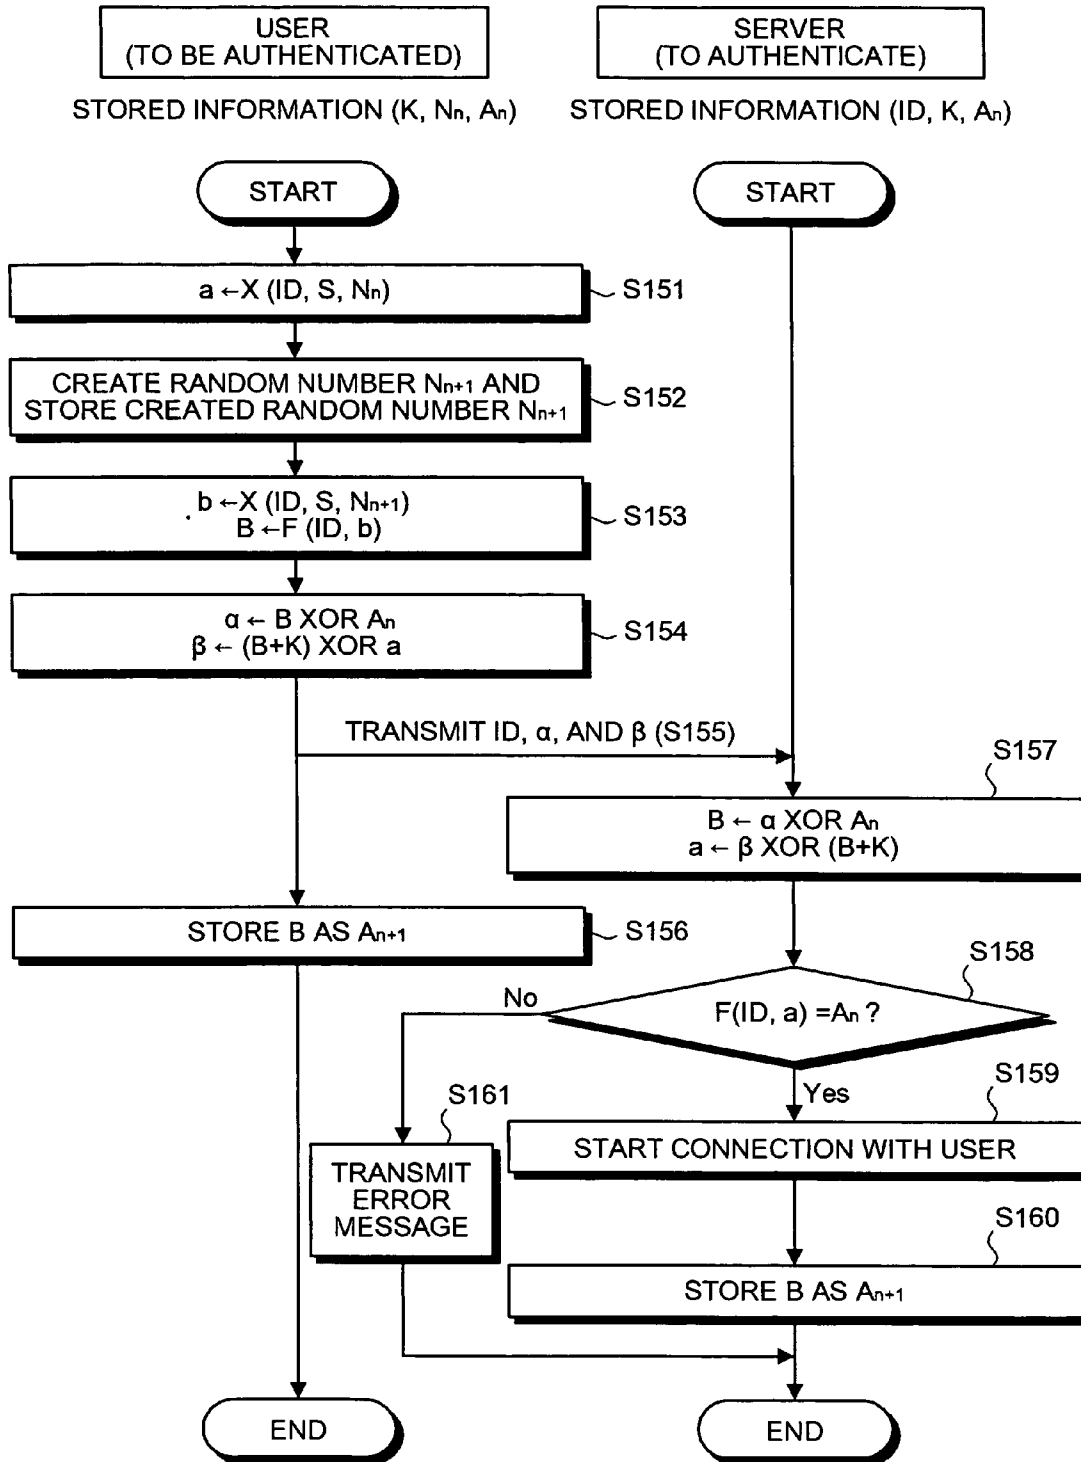 USER
(TO BE AUTHENTICATED)
SERVER
(TO AUTHENTICATE)
STORED INFORMATION (K, Nn, An)
STORED INFORMATION (ID, K, An)
START
START
a ←X (ID, S, Nn)
S151
CREATE RANDOM NUMBER Nn+1 AND
STORE CREATED RANDOM NUMBER Nn+1
S152
b ←X (ID, S, Nn+1)
B ←F (ID, b)
S153
α ← B XOR An
β ← (B+K) XOR a
S154
TRANSMIT ID, α, AND β (S155)
S157
B ← α XOR An
a ← β XOR (B+K)
STORE B AS An+1
S156
S158
No
F(ID, a) =An ?
Yes
S159
S161
START CONNECTION WITH USER
TRANSMIT
ERROR
MESSAGE
S160
STORE B AS An+1
END
END